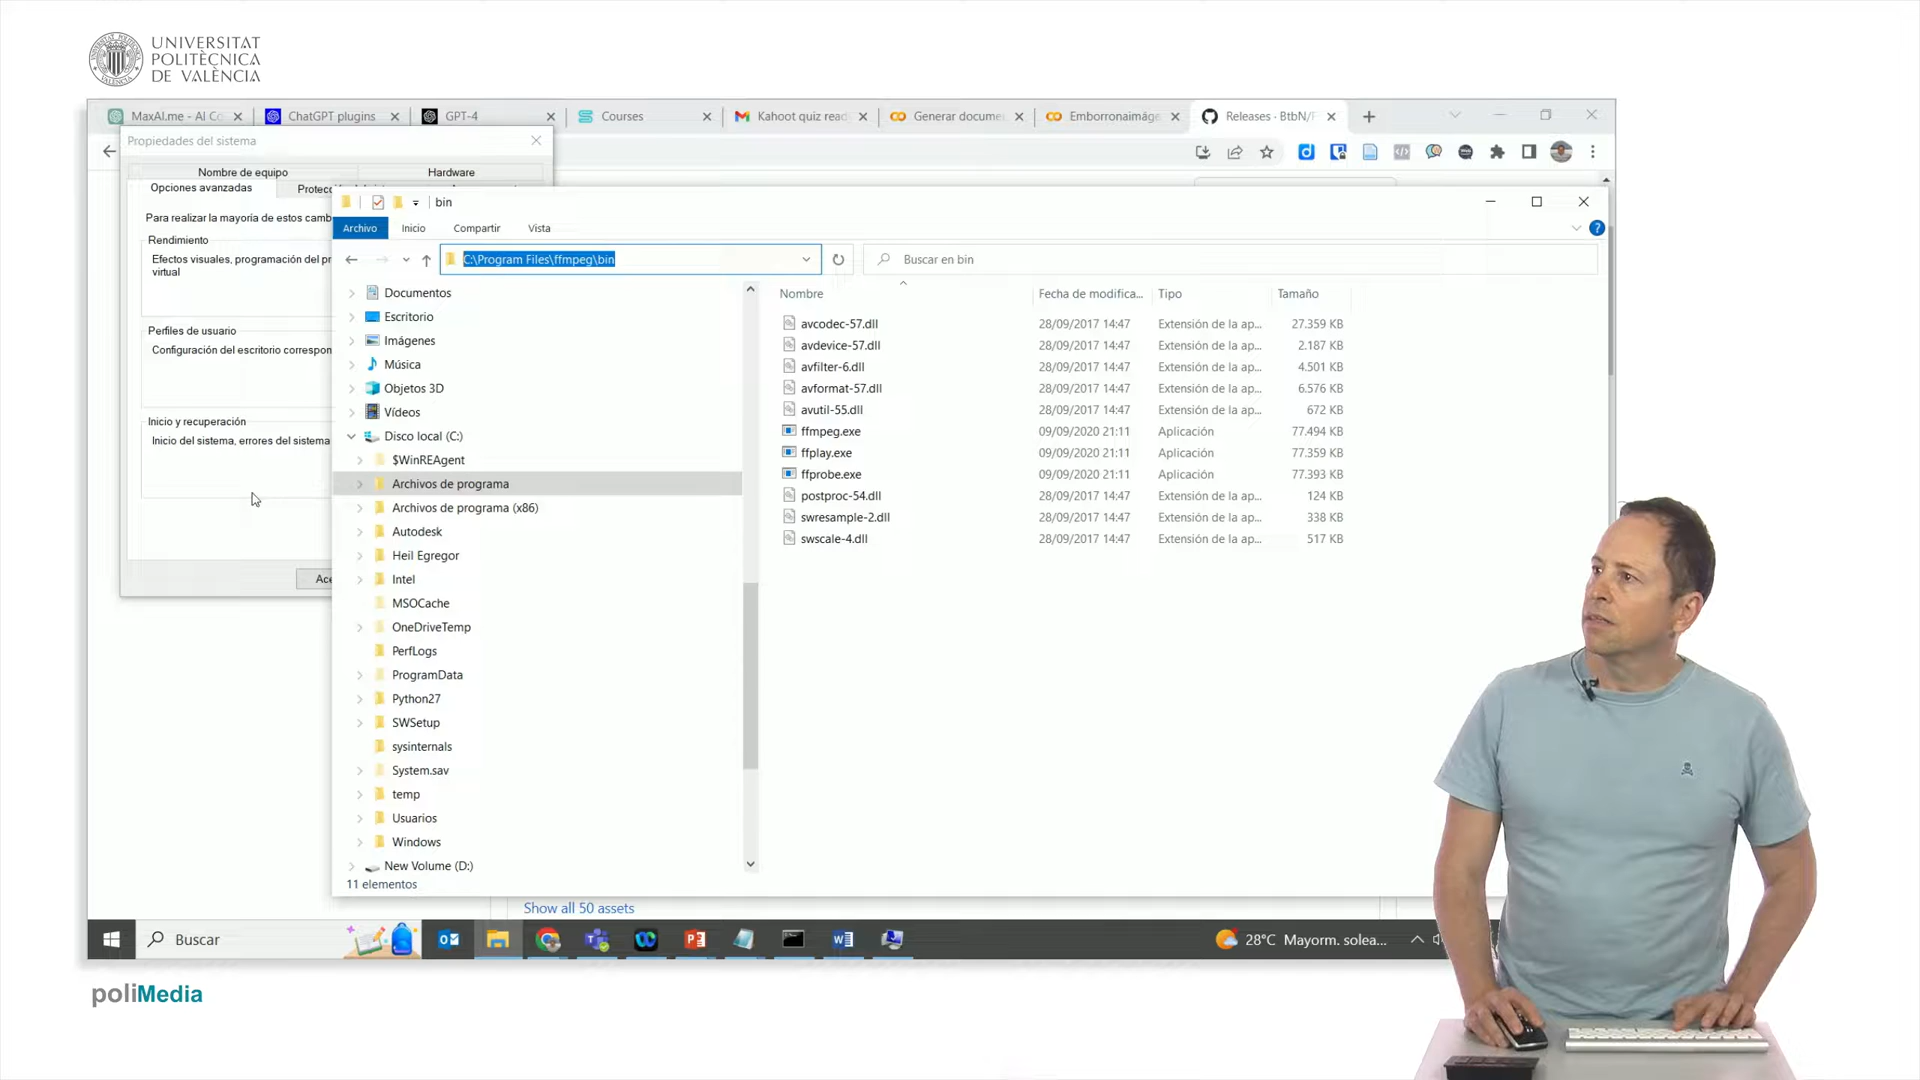 UNIVERSITAT
POLITÈCNICA
DE VALÈNCIA
MaxAI.me - AI Co
ChatGPT plugins
GPT-4
Courses
Kahoot quiz read
Generar docume
Emborronaimág
Releases · BtbN/F
Propiedades del sistema
Nombre de equipo
Hardware
Opciones avanzadas
Para realizar la mayoría de estos camb
Rendimiento
Efectos visuales, programación del pr
virtual
Perfiles de usuario
Configuración del escritorio correspon
Inicio y recuperación
Inicio del sistema, errores del sistema
Ace
bin
Archivo
Inicio
Compartir
Vista
C:\Program Files\ffmpeg\bin
Buscar en bin
Documentos
Escritorio
Imágenes
Música
Objetos 3D
Vídeos
Disco local (C:)
$WinREAgent
Archivos de programa
Archivos de programa (x86)
Autodesk
Heil Egregor
Intel
MSOCache
OneDriveTemp
PerfLogs
ProgramData
Python27
SWSetup
sysinternals
System.sav
temp
Usuarios
Windows
New Volume (D:)
11 elementos
Nombre Fecha de modifica... Tipo Tamaño
avcodec-57.dll 28/09/2017 14:47 Extensión de la ap... 27.359 KB
avdevice-57.dll 28/09/2017 14:47 Extensión de la ap... 2.187 KB
avfilter-6.dll 28/09/2017 14:47 Extensión de la ap... 4.501 KB
avformat-57.dll 28/09/2017 14:47 Extensión de la ap... 6.576 KB
avutil-55.dll 28/09/2017 14:47 Extensión de la ap... 672 KB
ffmpeg.exe 09/09/2020 21:11 Aplicación 77.494 KB
ffplay.exe 09/09/2020 21:11 Aplicación 77.359 KB
ffprobe.exe 09/09/2020 21:11 Aplicación 77.393 KB
postproc-54.dll 28/09/2017 14:47 Extensión de la ap... 124 KB
swresample-2.dll 28/09/2017 14:47 Extensión de la ap... 338 KB
swscale-4.dll 28/09/2017 14:47 Extensión de la ap... 517 KB
Show all 50 assets
Buscar
28°C Mayorm. solea...
poliMedia